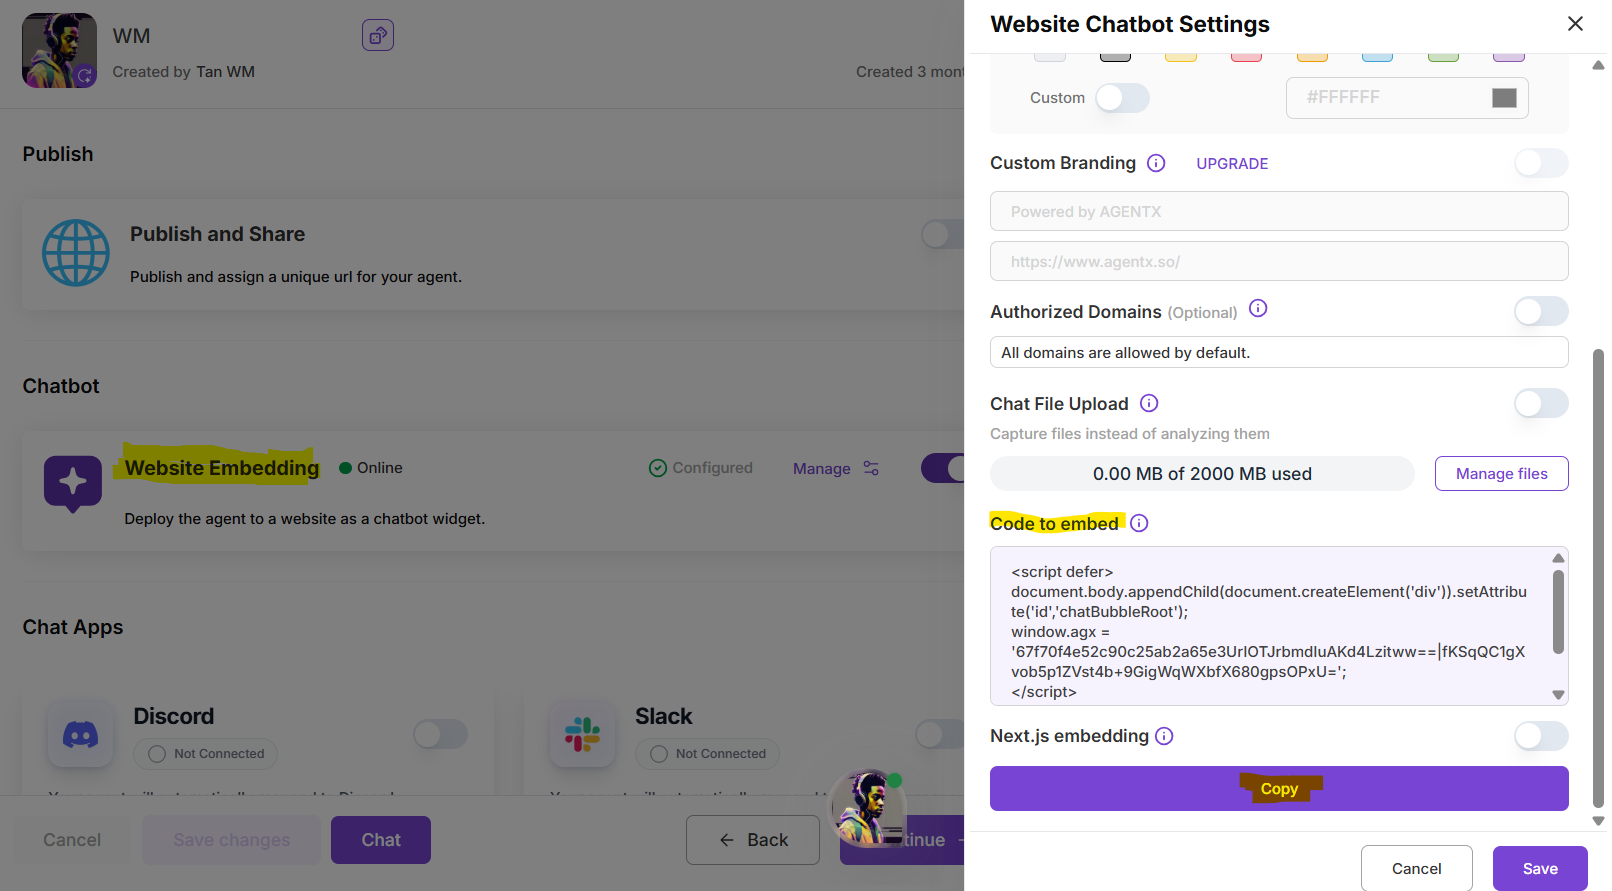 WM
Created by Tan WM
Created 3 mont
Publish
Publish and Share
Publish and assign a unique url for your agent.
Chatbot
Website Embedding
Online
Configured
Manage
Deploy the agent to a website as a chatbot widget.
Chat Apps
Discord
Not Connected
Slack
Not Connected
Cancel
Save changes
Chat
← Back
tinue
Website Chatbot Settings
Custom
#FFFFFF
Custom Branding
UPGRADE
Powered by AGENTX
https://www.agentx.so/
Authorized Domains (Optional)
All domains are allowed by default.
Chat File Upload
Capture files instead of analyzing them
0.00 MB of 2000 MB used
Manage files
Code to embed
<script defer>
document.body.appendChild(document.createElement('div')).setAttribu
te('id','chatBubbleRoot');
window.agx =
'67f70f4e52c90c25ab2a65e3UrIOTJrbmdIuAKd4Lzitww==|fKSqQC1gX
vob5p1ZVst4b+9GigWqWXbfX680gpsOPxU=';
</script>
Next.js embedding
Copy
Cancel
Save